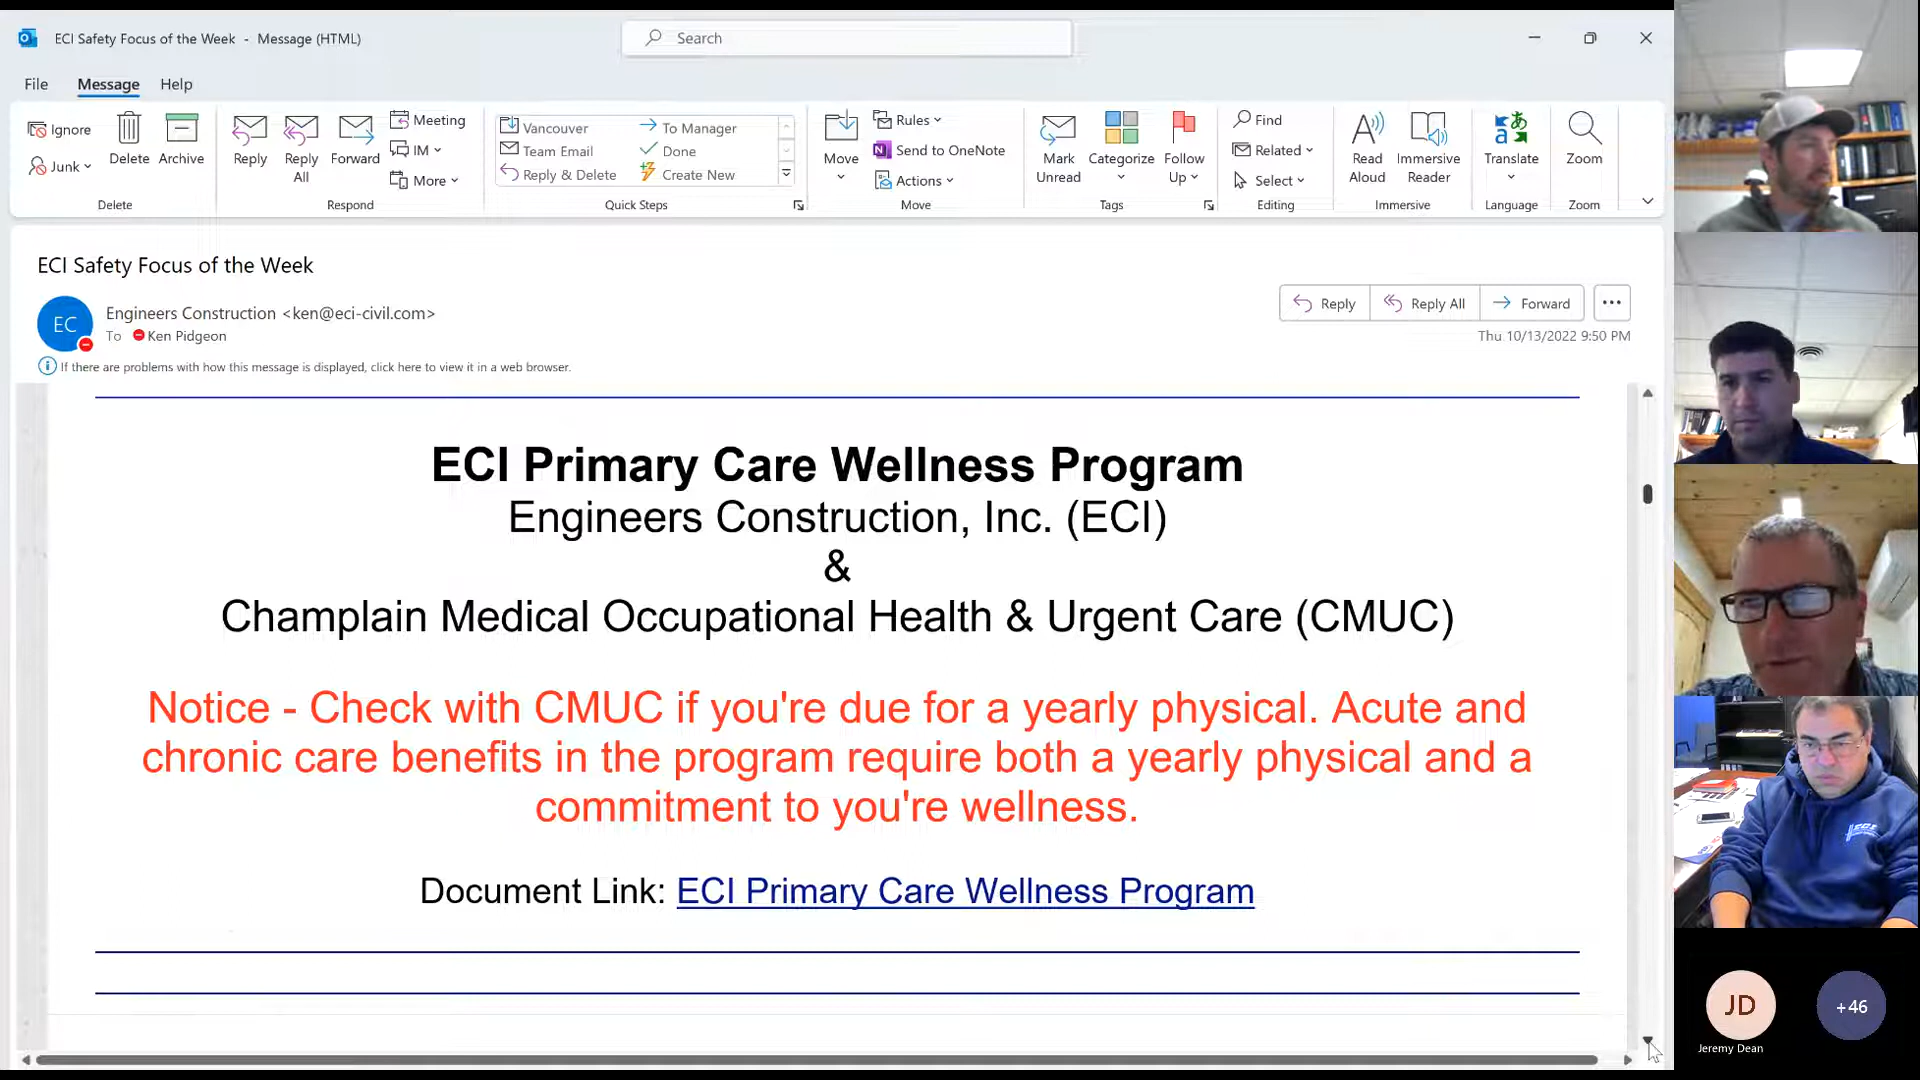 ECI Safety Focus of the Week - Message (HTML)
Search
File Message Help
Ignore
Junk
Delete
Archive
Delete
Reply
Reply All
Forward
Meeting
IM
More
Respond
Vancouver
To Manager
Team Email
Done
Reply & Delete
Create New
Quick Steps
Move
Rules
Send to OneNote
Actions
Move
Mark Unread
Categorize
Follow Up
Tags
Find
Related
Select
Editing
Read Aloud
Immersive Reader
Immersive
Translate
Language
Zoom
Zoom
ECI Safety Focus of the Week
EC
Engineers Construction <ken@eci-civil.com>
To Ken Pidgeon
Reply
Reply All
Forward
Thu 10/13/2022 9:50 PM
If there are problems with how this message is displayed, click here to view it in a web browser.
ECI Primary Care Wellness Program
Engineers Construction, Inc. (ECI)
&
Champlain Medical Occupational Health & Urgent Care (CMUC)
Notice - Check with CMUC if you're due for a yearly physical. Acute and
chronic care benefits in the program require both a yearly physical and a
commitment to you're wellness.
Document Link: ECI Primary Care Wellness Program
ECI
JD
Jeremy Dean
+46